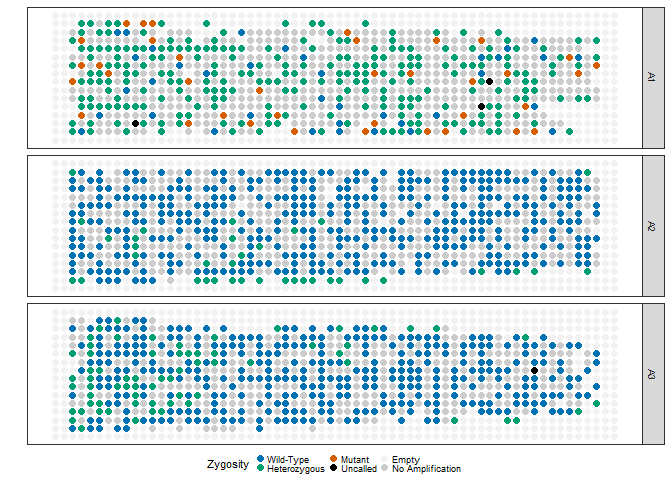 A1
A2
A3
Zygosity
Wild-Type Mutant Empty
Heterozygous Uncalled No Amplification